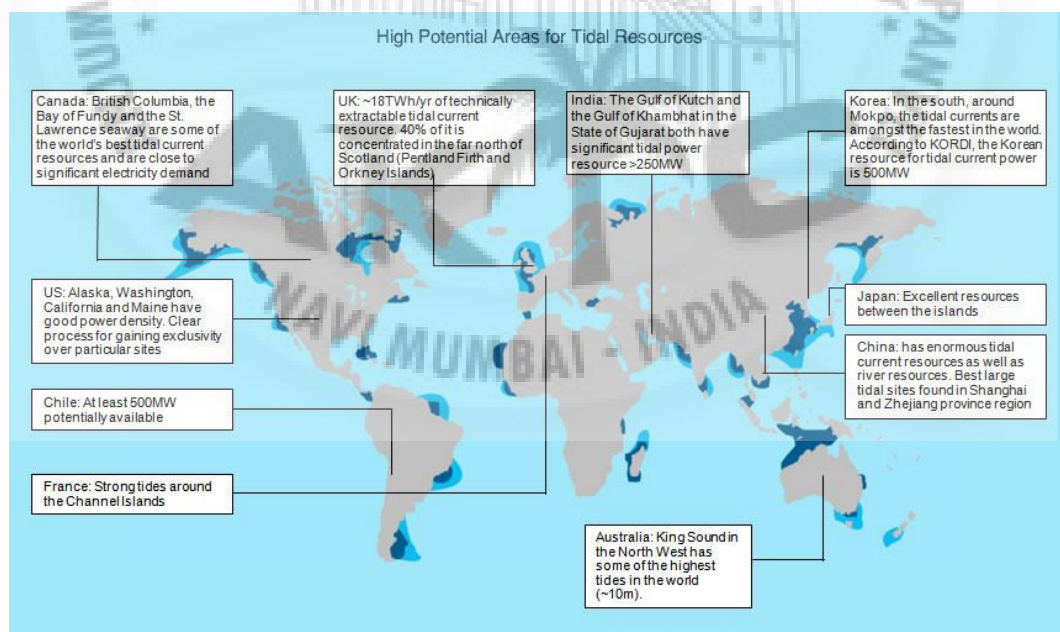 High Potential Areas for Tidal Resources
Canada: British Columbia, the
Bay of Fundy and the St.
Lawrence seaway are some of
the world's best tidal current
resources and are close to
significant electricity demand
UK: ~18TWh/yr of technically
extractable tidal current
resource. 40% of it is
concentrated in the far north of
Scotland (Pentland Firth and
Orkney Islands)
India: The Gulf of Kutch and
the Gulf of Khambhat in the
State of Gujarat both have
significant tidal power
resource >250MW
Korea: In the south, around
Mokpo, the tidal currents are
amongst the fastest in the world.
According to KORDI, the Korean
resource for tidal current power
is 500MW
US: Alaska, Washington,
California and Maine have
good power density. Clear
process for gaining exclusivity
over particular sites
Japan: Excellent resources
between the islands
China: has enormous tidal
current resources as well as
river resources. Best large
tidal sites found in Shanghai
and Zhejiang province region
Chile: At least 500MW
potentially available
France: Strong tides around
the Channel Islands
Australia: King Sound in
the North West has
some of the highest
tides in the world
(~10m).
NAVI MUMBAI - INDIA